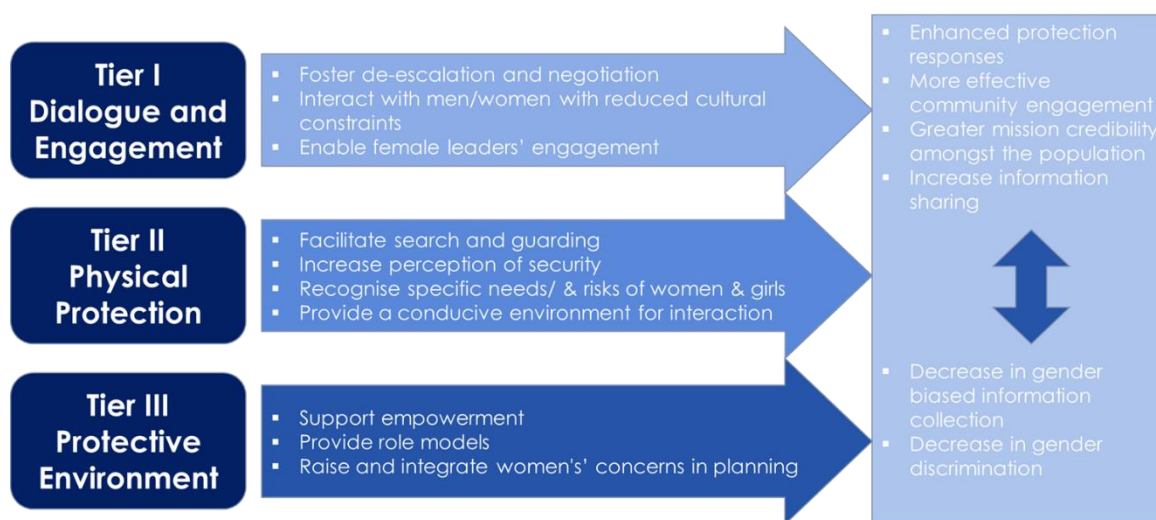 Tier I
Dialogue and
Engagement
▪ Foster de-escalation and negotiation
▪ Interact with men/women with reduced cultural
constraints
▪ Enable female leaders’ engagement
Tier II
Physical
Protection
▪ Facilitate search and guarding
▪ Increase perception of security
▪ Recognise specific needs/ & risks of women & girls
▪ Provide a conducive environment for interaction
Tier III
Protective
Environment
▪ Support empowerment
▪ Provide role models
▪ Raise and integrate women's’ concerns in planning
▪ Enhanced protection
responses
▪ More effective
community engagement
▪ Greater mission credibility
amongst the population
▪ Increase information
sharing
▪ Decrease in gender
biased information
collection
▪ Decrease in gender
discrimination